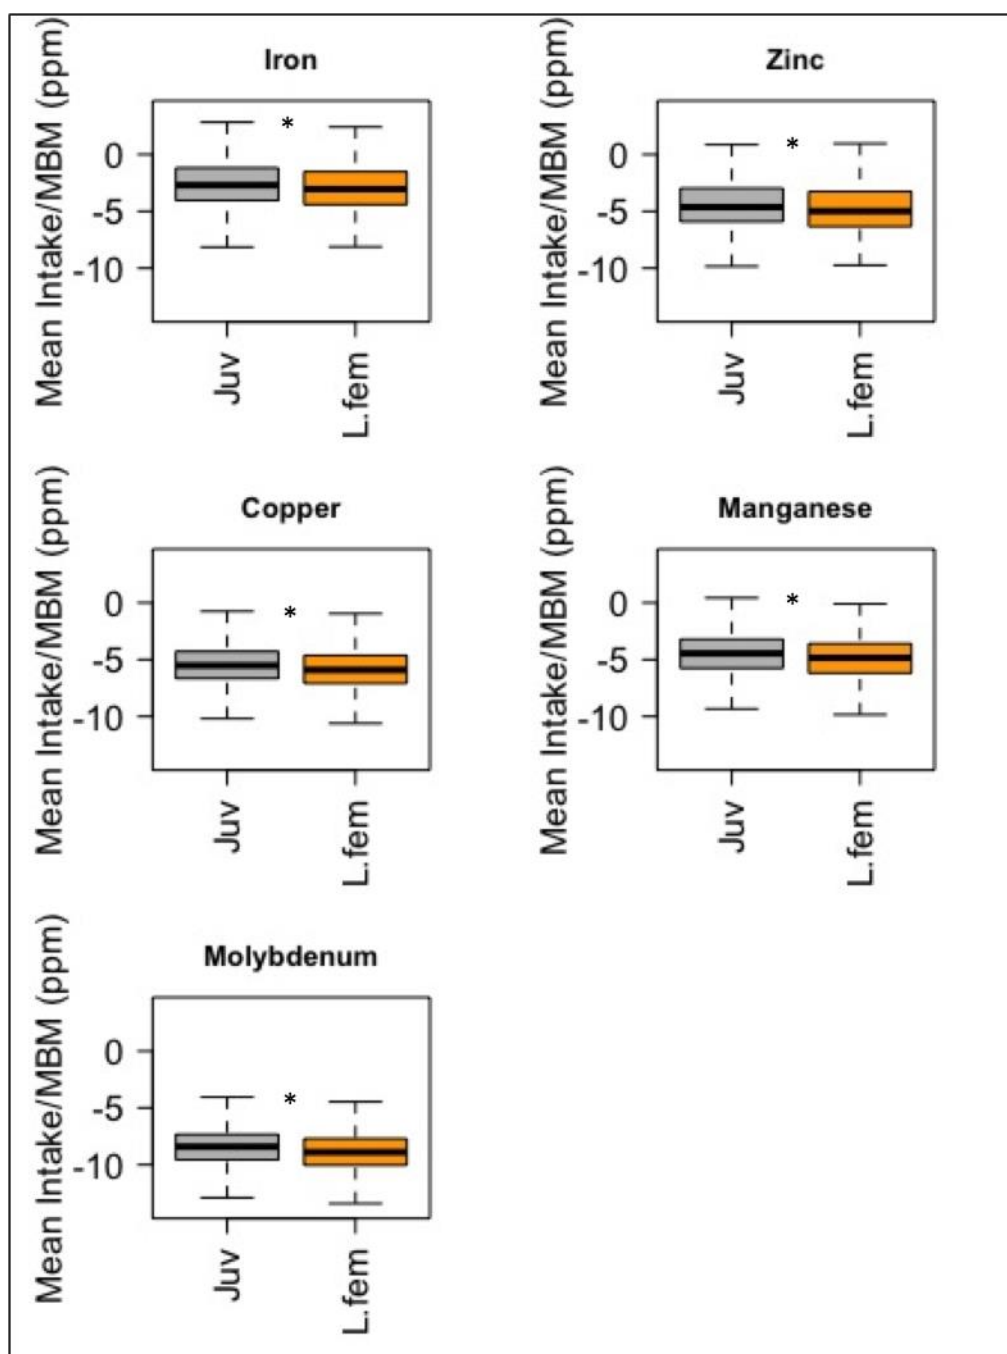 Iron
Mean Intake/MBM (ppm)
0
-5
-10
*
Juv
L.fem
Zinc
Mean Intake/MBM (ppm)
0
-5
-10
*
Juv
L.fem
Copper
Mean Intake/MBM (ppm)
0
-5
-10
*
Juv
L.fem
Manganese
Mean Intake/MBM (ppm)
0
-5
-10
*
Juv
L.fem
Molybdenum
Mean Intake/MBM (ppm)
0
-5
-10
*
Juv
L.fem